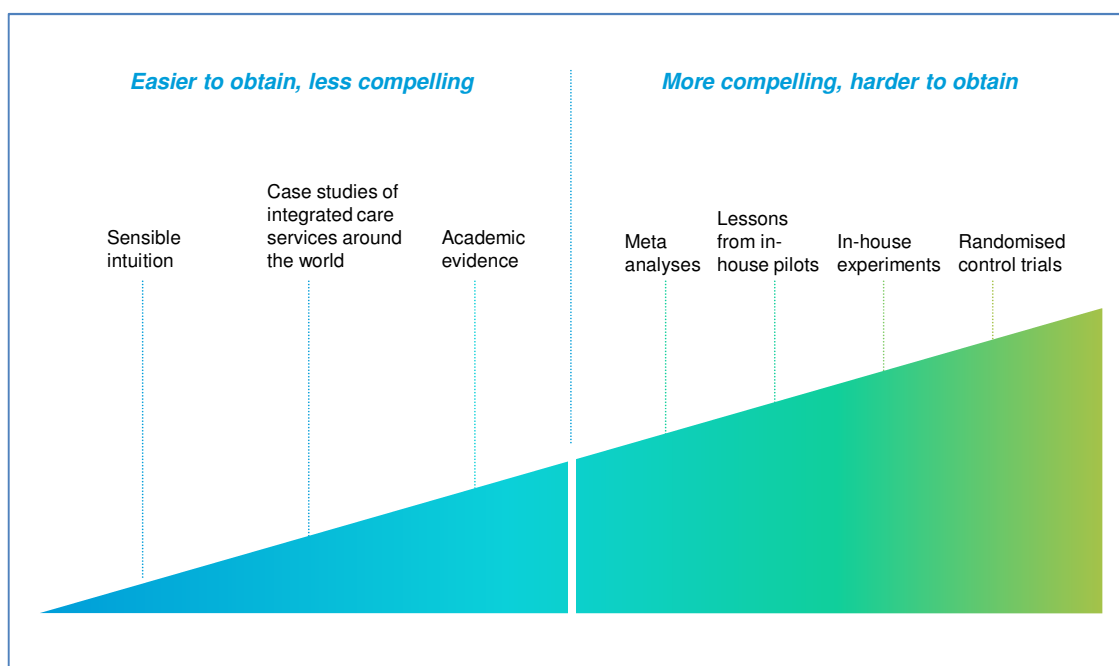 Easier to obtain, less compelling
More compelling, harder to obtain
Sensible
intuition
Case studies of
integrated care
services around
the world
Academic
evidence
Meta
analyses
Lessons
from in-
house pilots
In-house
experiments
Randomised
control trials